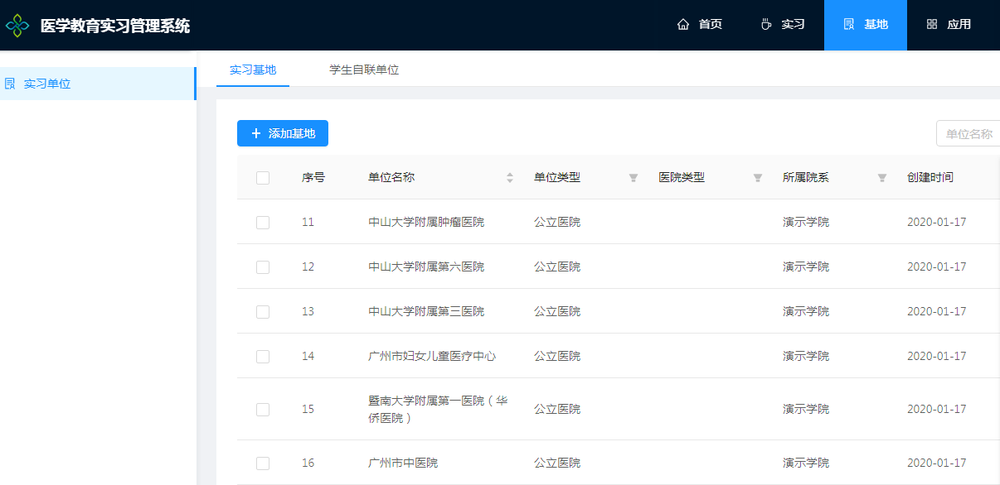 医学教育实习管理系统
首页 实习 基地 应用
实习单位
实习基地 学生自联单位
+ 添加基地
单位名称
序号 单位名称 单位类型 医院类型 所属院系 创建时间
11 中山大学附属肿瘤医院 公立医院 演示学院 2020-01-17
12 中山大学附属第六医院 公立医院 演示学院 2020-01-17
13 中山大学附属第三医院 公立医院 演示学院 2020-01-17
14 广州市妇女儿童医疗中心 公立医院 演示学院 2020-01-17
15 暨南大学附属第一医院（华
侨医院） 公立医院 演示学院 2020-01-17
16 广州市中医院 公立医院 演示学院 2020-01-17